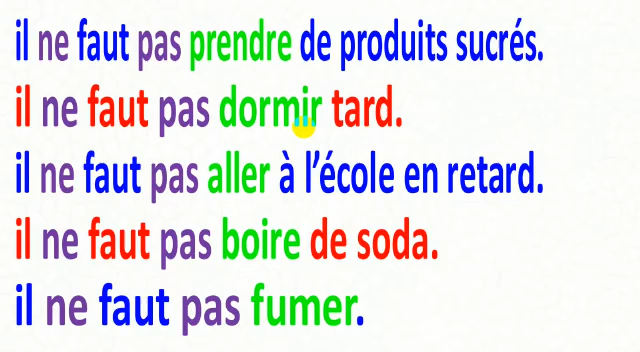 il ne faut pas prendre de produits sucrés.
il ne faut pas dormir tard.
il ne faut pas aller à l’école en retard.
il ne faut pas boire de soda.
il ne faut pas fumer.